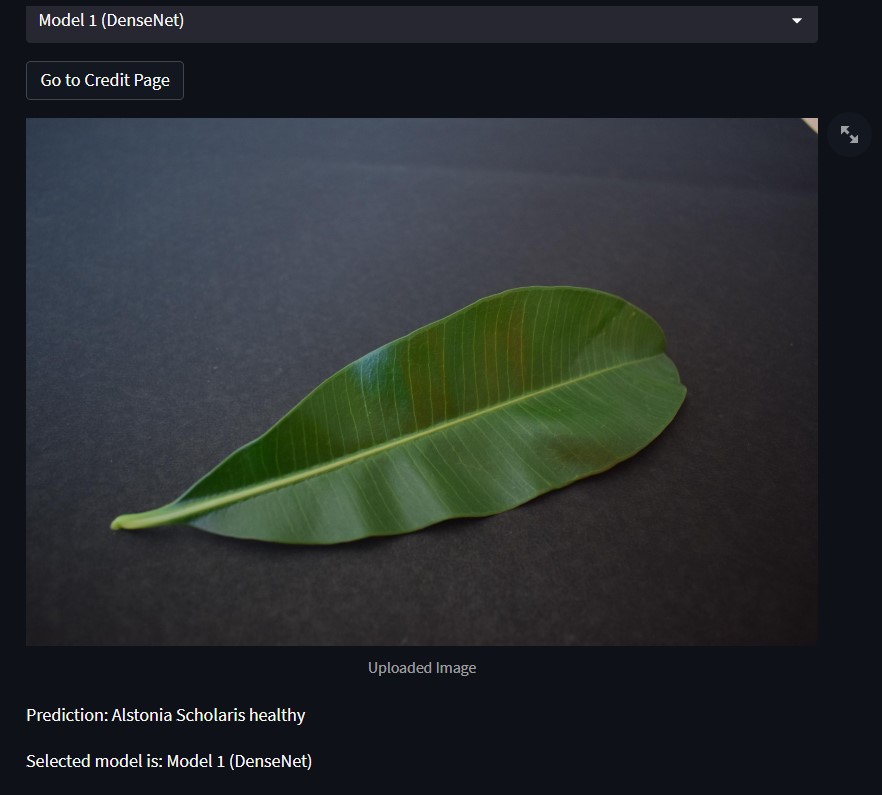 Model 1 (DenseNet)
Go to Credit Page
Uploaded Image
Prediction: Alstonia Scholaris healthy
Selected model is: Model 1 (DenseNet)